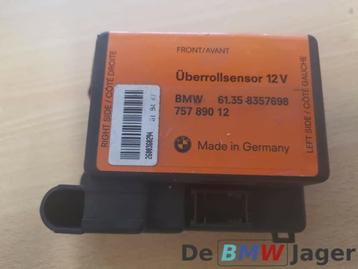 FRONT/AVANT
Überrollsensor 12 V
BMW 61.35 8357698
757 890 12
Made in Germany
RIGHT SIDE / CÔTÉ DROITE
LEFT SIDE / CÔTÉ GAUCHE
De BMW Jager